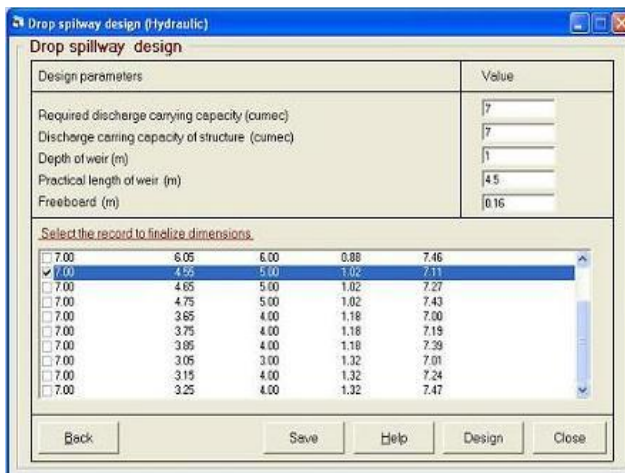 Drop spilway design (Hydraulic)
Drop spillway design
Design parameters Value
Required discharge carrying capacity (cumec) 7
Discharge carring capacity of structure (cumec) 7
Depth of weir (m) 1
Practical length of weir (m) 4.5
Freeboard (m) 0.16
Select the record to finalize dimensions
7.00 6.05 6.00 0.88 7.46
7.00 4.55 5.00 1.02 7.11
7.00 4.65 5.00 1.02 7.27
7.00 4.75 5.00 1.02 7.43
7.00 3.65 4.00 1.18 7.00
7.00 3.75 4.00 1.18 7.19
7.00 3.85 4.00 1.18 7.39
7.00 3.05 3.00 1.32 7.01
7.00 3.15 4.00 1.32 7.24
7.00 3.25 4.00 1.32 7.47
Back Save Help Design Close